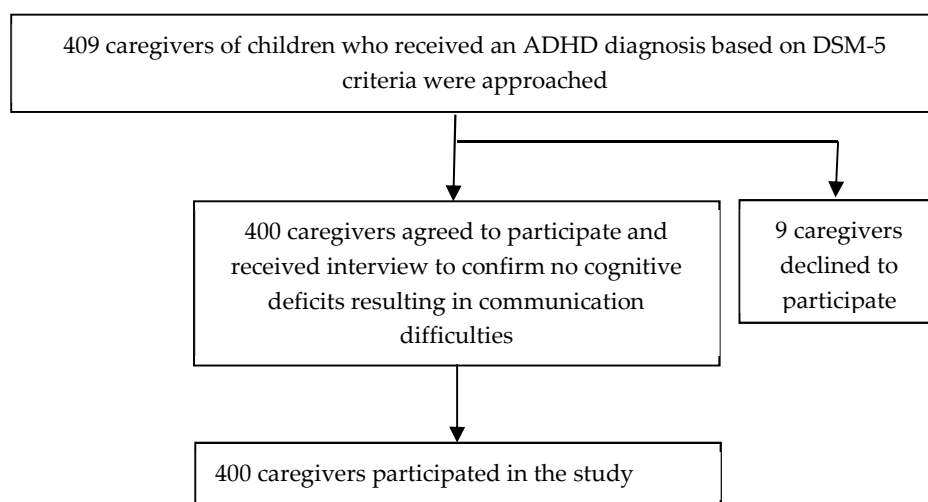 409 caregivers of children who received an ADHD diagnosis based on DSM-5
criteria were approached
400 caregivers agreed to participate and
received interview to confirm no cognitive
deficits resulting in communication
difficulties
9 caregivers
declined to
participate
400 caregivers participated in the study